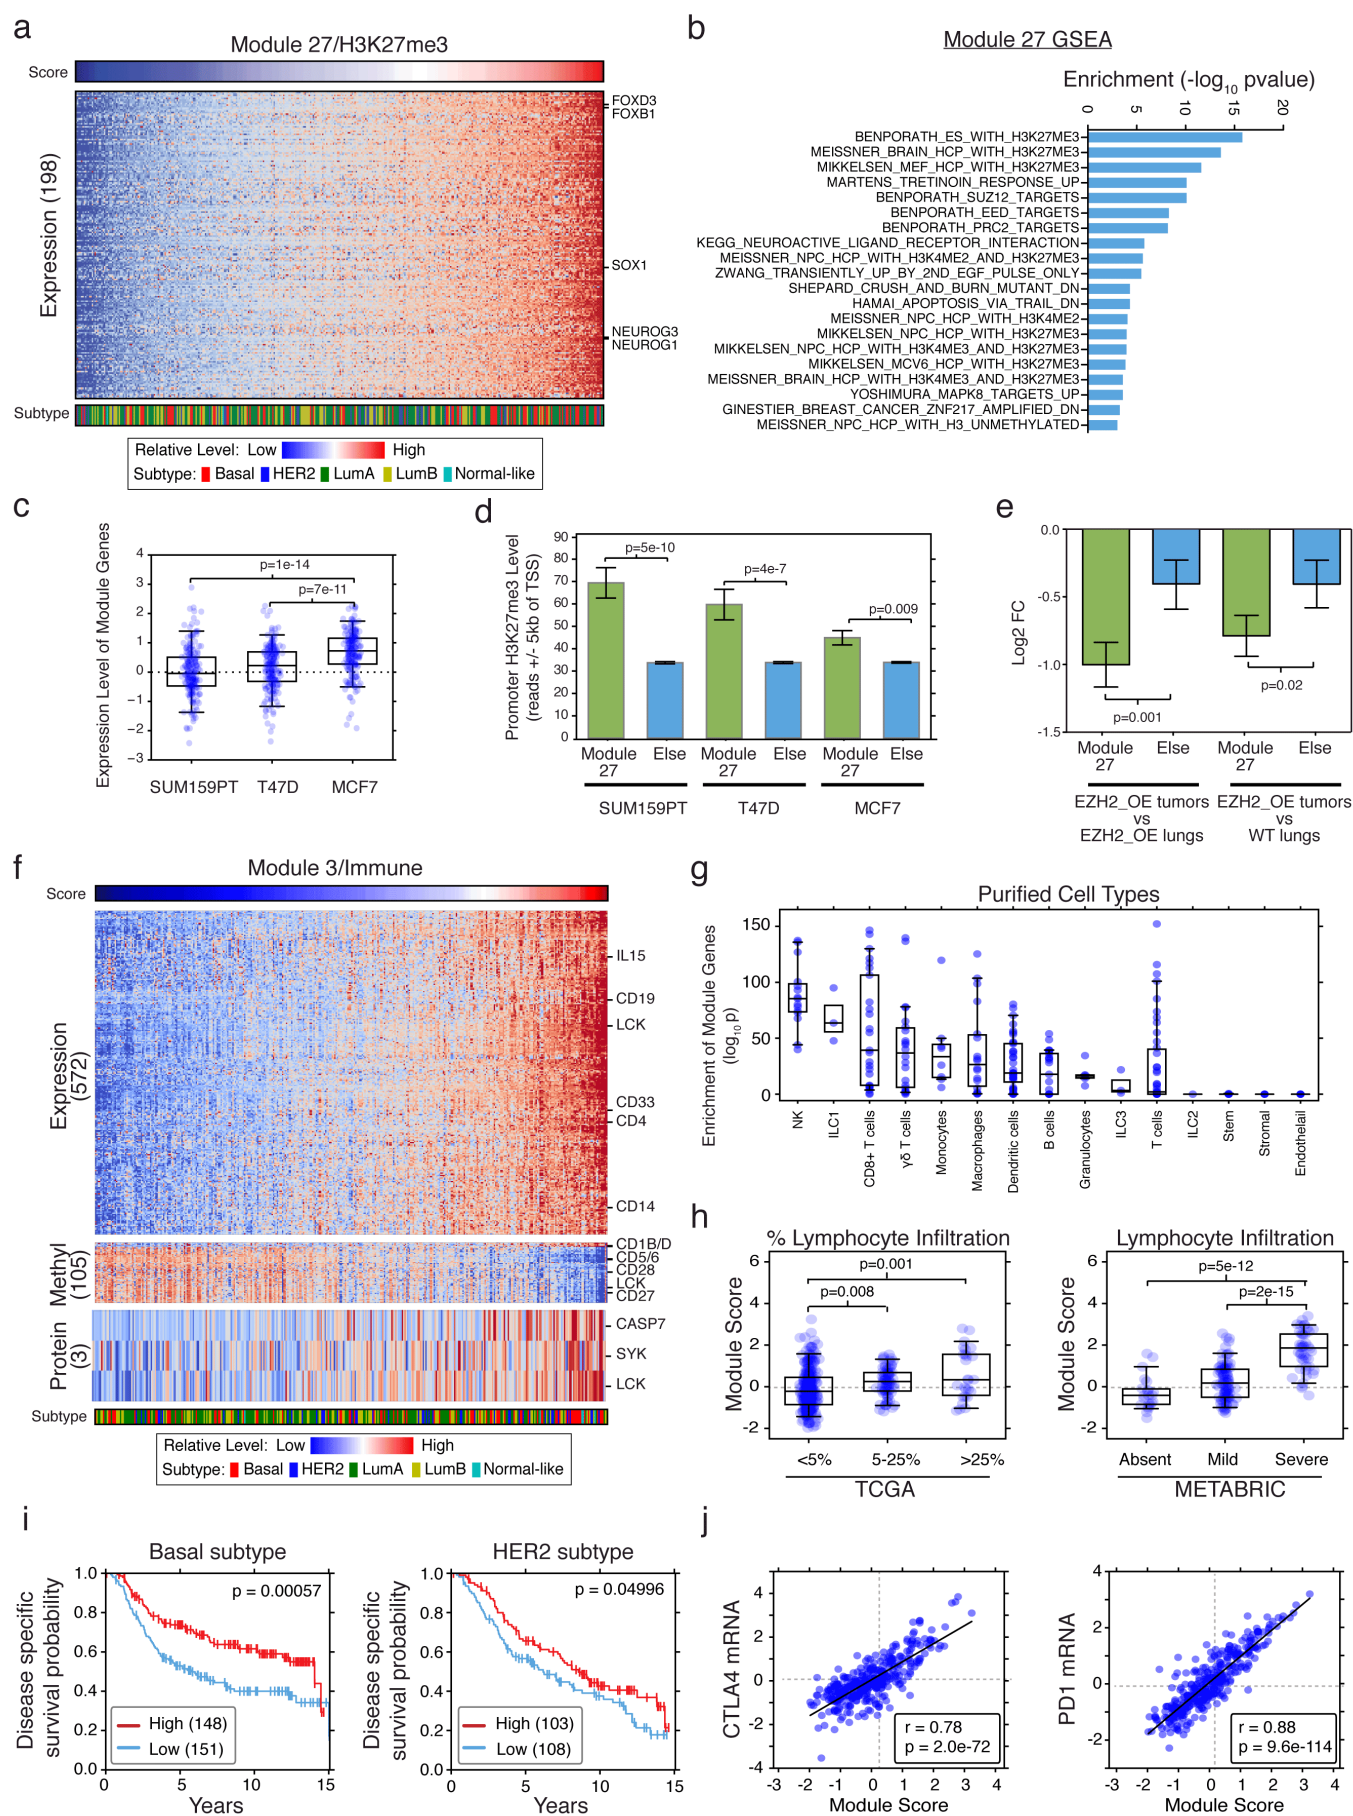 a
Module 27/H3K27me3
Score
Expression (198)
FOXD3
FOXB1
SOX1
NEUROG3
NEUROG1
Subtype
Relative Level: Low High
Subtype: Basal HER2 LumA LumB Normal-like
b
Module 27 GSEA
Enrichment (-log10 pvalue)
0 5 10 15 20
BENPORATH_ES_WITH_H3K27ME3
MEISSNER_BRAIN_HCP_WITH_H3K27ME3
MIKKELSEN_MEF_HCP_WITH_H3K27ME3
MARTENS_TRETINOIN_RESPONSE_UP
BENPORATH_SUZ12_TARGETS
BENPORATH_EED_TARGETS
BENPORATH_PRC2_TARGETS
KEGG_NEUROACTIVE_LIGAND_RECEPTOR_INTERACTION
MEISSNER_NPC_HCP_WITH_H3K4ME2_AND_H3K27ME3
ZWANG_TRANSIENTLY_UP_BY_2ND_EGF_PULSE_ONLY
SHEPARD_CRUSH_AND_BURN_MUTANT_DN
HAMAI_APOPTOSIS_VIA_TRAIL_DN
MEISSNER_NPC_HCP_WITH_H3K4ME2
MIKKELSEN_NPC_HCP_WITH_H3K27ME3
MIKKELSEN_NPC_HCP_WITH_H3K4ME3_AND_H3K27ME3
MIKKELSEN_MCV6_HCP_WITH_H3K27ME3
MEISSNER_BRAIN_HCP_WITH_H3K4ME3_AND_H3K27ME3
YOSHIMURA_MAPK8_TARGETS_UP
GINESTIER_BREAST_CANCER_ZNF217_AMPLIFIED_DN
MEISSNER_NPC_HCP_WITH_H3_UNMETHYLATED
c
Expression Level of Module Genes
4
3
2
1
0
−1
−2
−3
p=1e-14
p=7e-11
SUM159PT T47D MCF7
d
Promoter H3K27me3 Level
(reads +/- 5kb of TSS)
90
80
70
60
50
40
30
20
10
0
p=5e-10
p=4e-7
p=0.009
Module 27 Else Module 27 Else Module 27 Else
SUM159PT T47D MCF7
e
Log2 FC
0.0
-0.5
-1.0
-1.5
p=0.001
p=0.02
Module 27 Else Module 27 Else
EZH2_OE tumors vs EZH2_OE lungs
EZH2_OE tumors vs WT lungs
f
Module 3/Immune
Score
Expression (572)
IL15
CD19
LCK
CD33
CD4
CD14
Methyl (105)
CD1B/D
CD5/6
CD28
LCK
CD27
Protein (3)
CASP7
SYK
LCK
Subtype
Relative Level: Low High
Subtype: Basal HER2 LumA LumB Normal-like
g
Purified Cell Types
Enrichment of Module Genes
(log10 p)
150
100
50
0
NK
ILC1
CD8+ T cells
γδ T cells
Monocytes
Macrophages
Dendritic cells
B cells
Granulocytes
ILC3
T cells
ILC2
Stem
Stromal
Endothelail
h
% Lymphocyte Infiltration
Module Score
6
4
2
0
-2
p=0.001
p=0.008
<5% 5-25% >25%
TCGA
Lymphocyte Infiltration
Module Score
6
4
2
0
-2
p=5e-12
p=2e-15
Absent Mild Severe
METABRIC
i
Basal subtype
Disease specific
survival probability
1.0
0.8
0.6
0.4
0.2
0.0
p = 0.00057
High (148)
Low (151)
0 5 10 15
Years
HER2 subtype
Disease specific
survival probability
1.0
0.8
0.6
0.4
0.2
0.0
p = 0.04996
High (103)
Low (108)
0 5 10 15
Years
j
CTLA4 mRNA
4
2
0
-2
-4
r = 0.78
p = 2.0e-72
-3 -2 -1 0 1 2 3 4
Module Score
PD1 mRNA
4
2
0
-2
r = 0.88
p = 9.6e-114
-3 -2 -1 0 1 2 3 4
Module Score